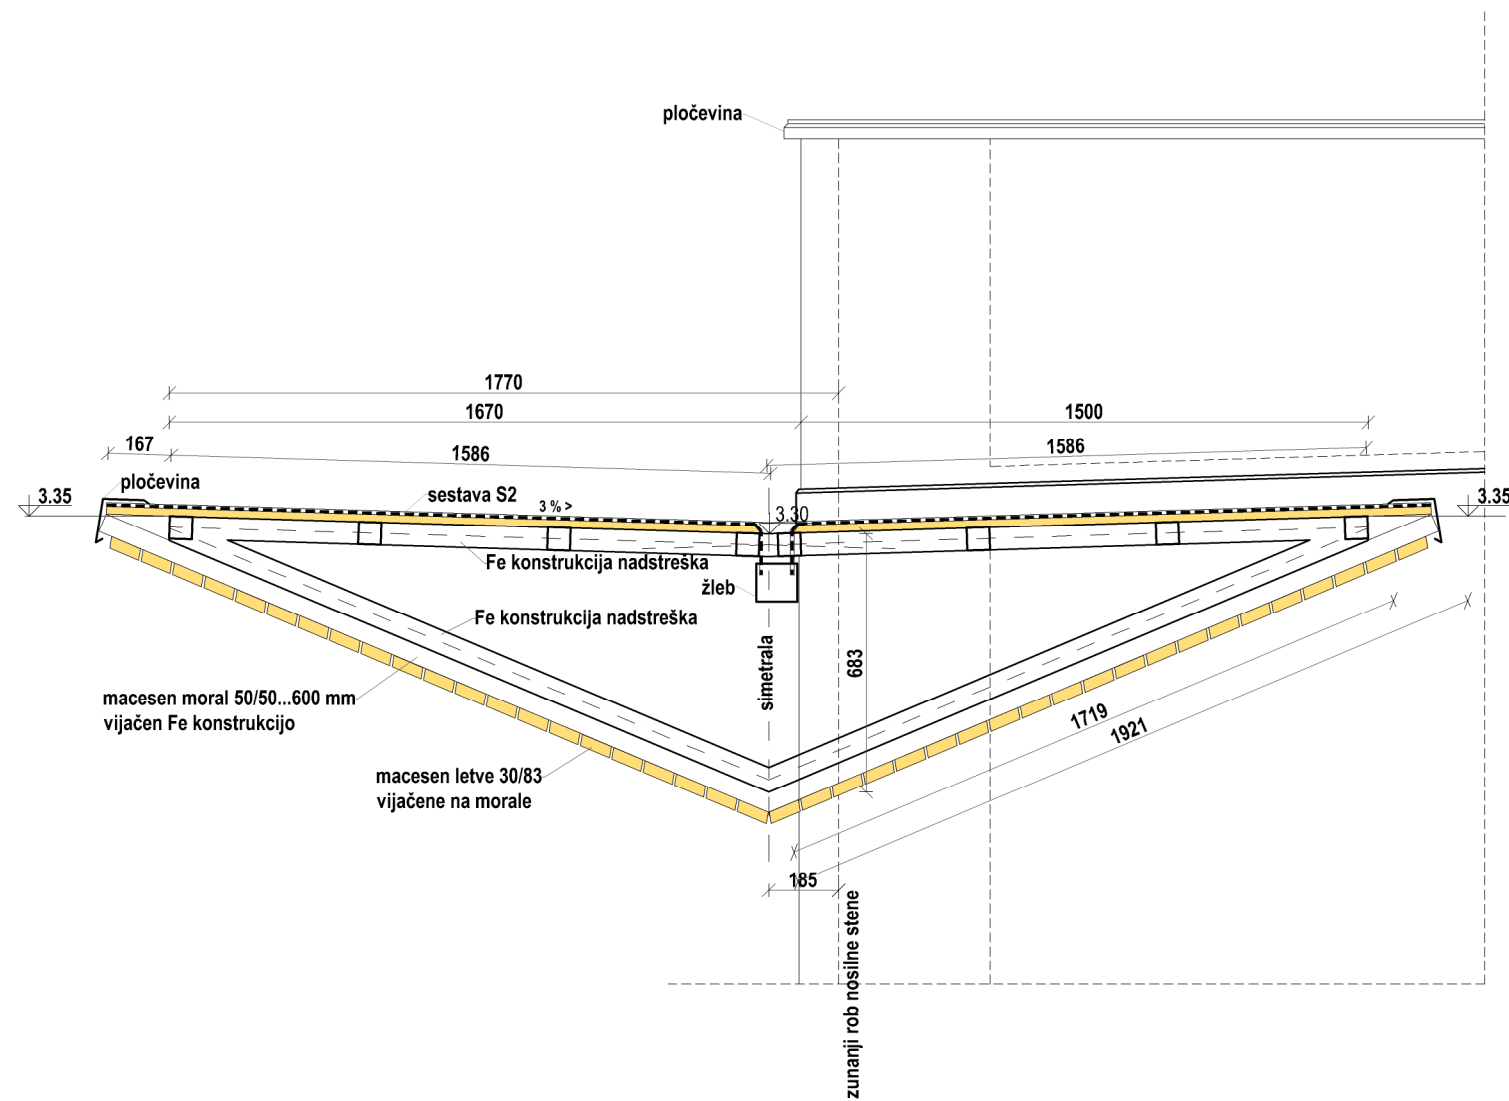 pločevina
1770
1670
1500
167
1586
1586
pločevina
3.35
sestava S2
3 % >
3.30
3.35
Fe konstrukcija nadstreška
žleb
Fe konstrukcija nadstreška
simetrala
683
macesen moral 50/50...600 mm
vijačen Fe konstrukcijo
1719
1921
macesen letve 30/83
vijačene na morale
185
zunanji rob nosilne stene